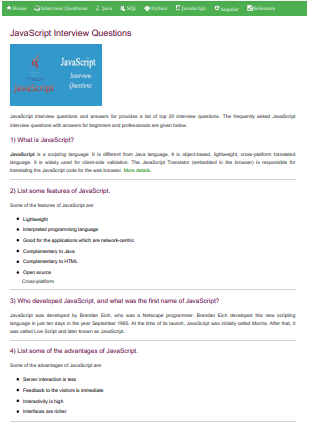 Home Interview Questions Java SQL Python JavaScript Angular Selenium
JavaScript Interview Questions
JavaScript
Interview
Questions
JavaScript interview questions and answers for provides a list of top 20 interview questions. The frequently asked JavaScript
interview questions with answers for beginners and professionals are given below.
1) What is JavaScript?
JavaScript is a scripting language. It is different from Java language. It is object-based, lightweight, cross-platform translated
language. It is widely used for client-side validation. The JavaScript Translator (embedded in the browser) is responsible for
translating the JavaScript code for the web browser. More details.
2) List some features of JavaScript.
Some of the features of JavaScript are:
Lightweight
Interpreted programming language
Good for the applications which are network-centric
Complementary to Java
Complementary to HTML
Open source
Cross-platform
3) Who developed JavaScript, and what was the first name of JavaScript?
JavaScript was developed by Brendan Eich, who was a Netscape programmer. Brendan Eich developed this new scripting
language in just ten days in the year September 1995. At the time of its launch, JavaScript was initially called Mocha. After that, it
was called Live Script and later known as JavaScript.
4) List some of the advantages of JavaScript.
Some of the advantages of JavaScript are:
Server interaction is less
Feedback to the visitors is immediate
Interactivity is high
Interfaces are richer